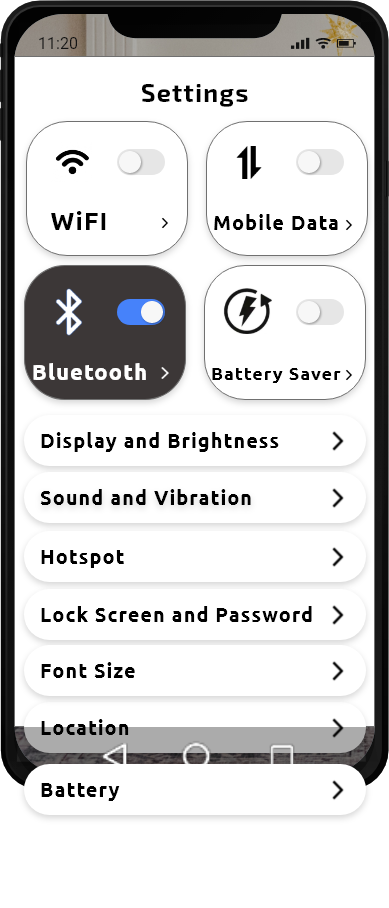 11:20
Settings
WiFI
Mobile Data
Bluetooth
Battery Saver
Display and Brightness
Sound and Vibration
Hotspot
Lock Screen and Password
Font Size
Location
Battery